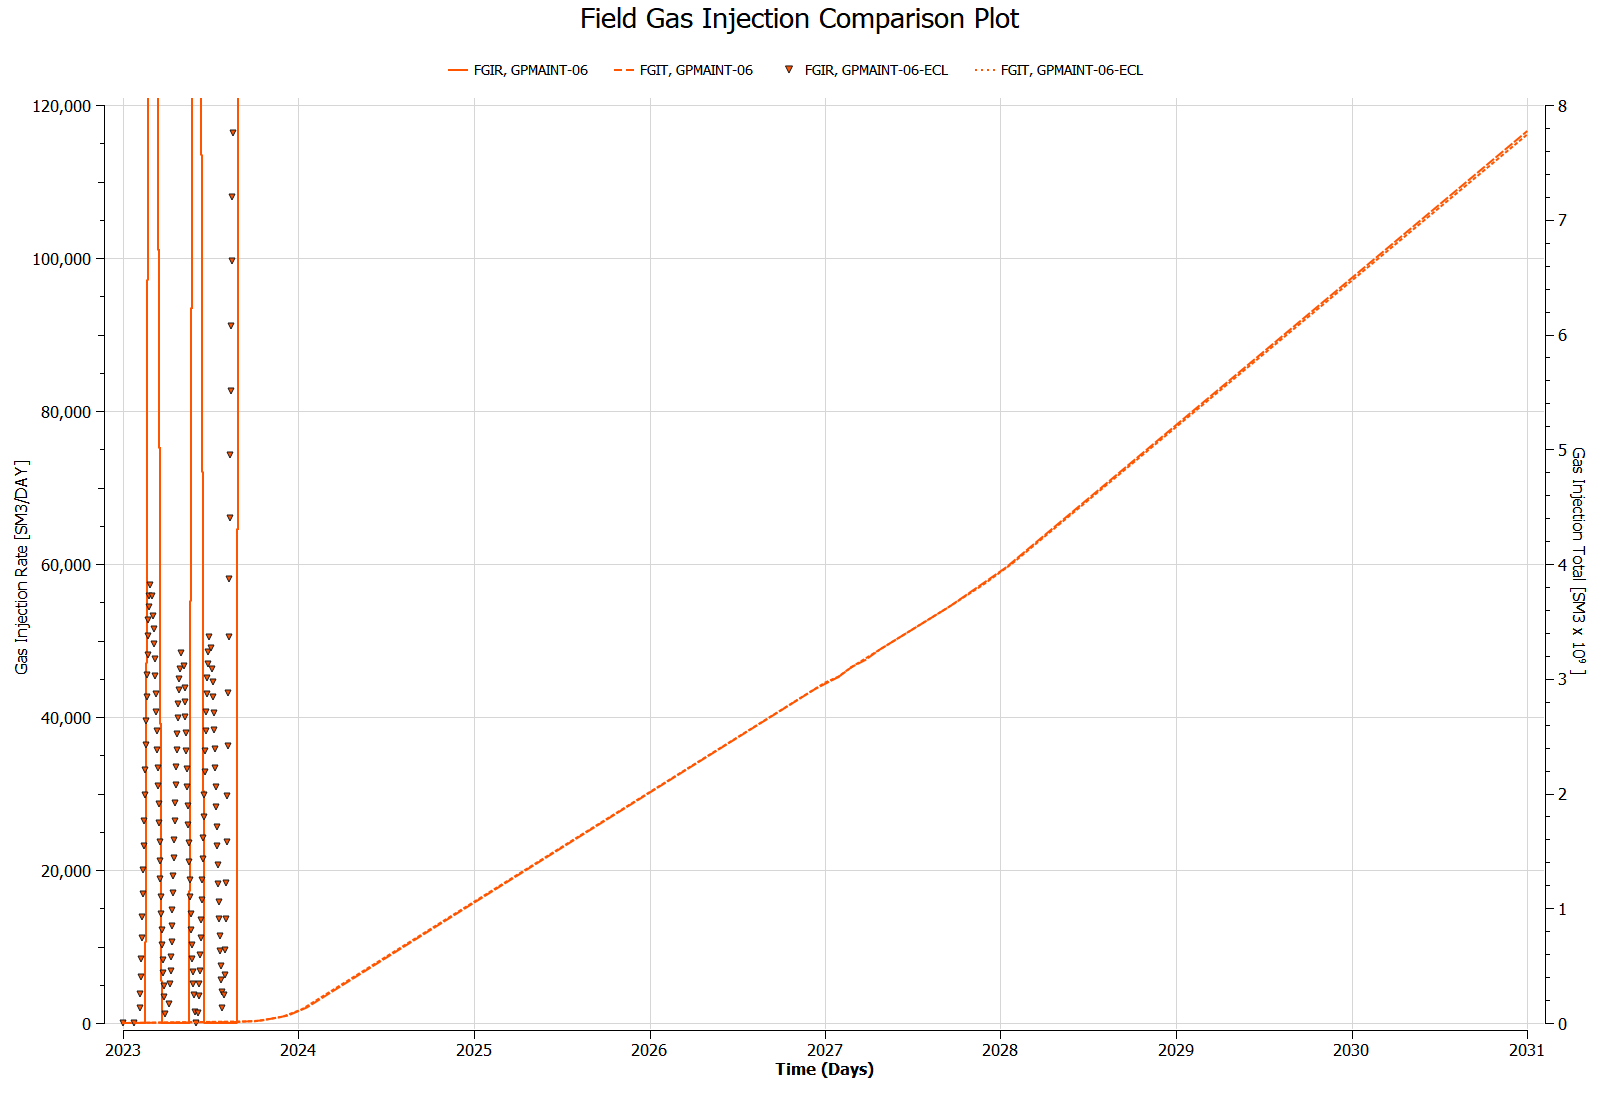 Field Gas Injection Comparison Plot
FGIR, GPMAINT-06 FGIT, GPMAINT-06 FGIR, GPMAINT-06-ECL FGIT, GPMAINT-06-ECL
120,000
100,000
80,000
60,000
40,000
20,000
0
Gas Injection Rate [SM3/DAY]
8
7
6
5
4
3
2
1
0
Gas Injection Total [SM3 x 10⁹ ]
2023 2024 2025 2026 2027 2028 2029 2030 2031
Time (Days)